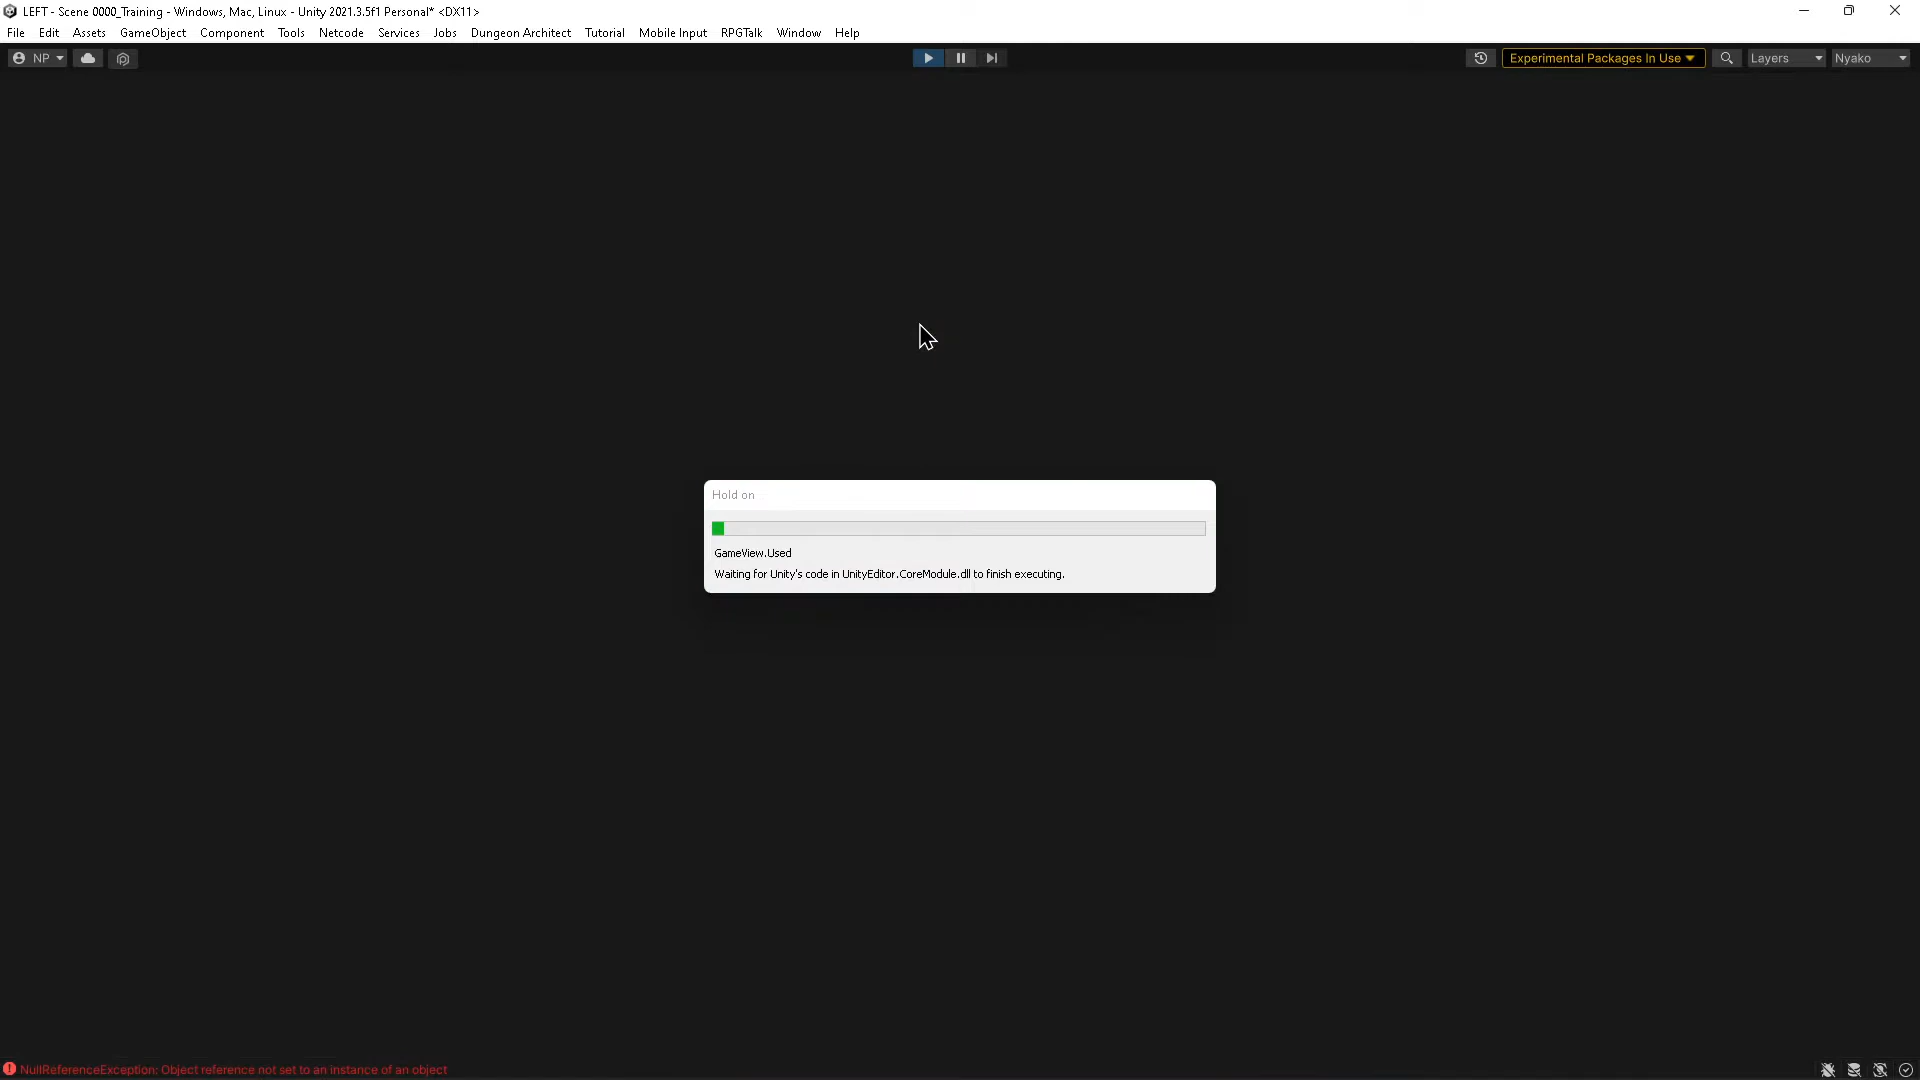 LEFT - Scene 0000_Training - Windows, Mac, Linux - Unity 2021.3.5f1 Personal* <DX11>
File Edit Assets GameObject Component Tools Netcode Services Jobs Dungeon Architect Tutorial Mobile Input RPGTalk Window Help
NP Experimental Packages In Use Layers Nyako
Hold on
GameView.Used
Waiting for Unity's code in UnityEditor.CoreModule.dll to finish executing.
NullReferenceException: Object reference not set to an instance of an object